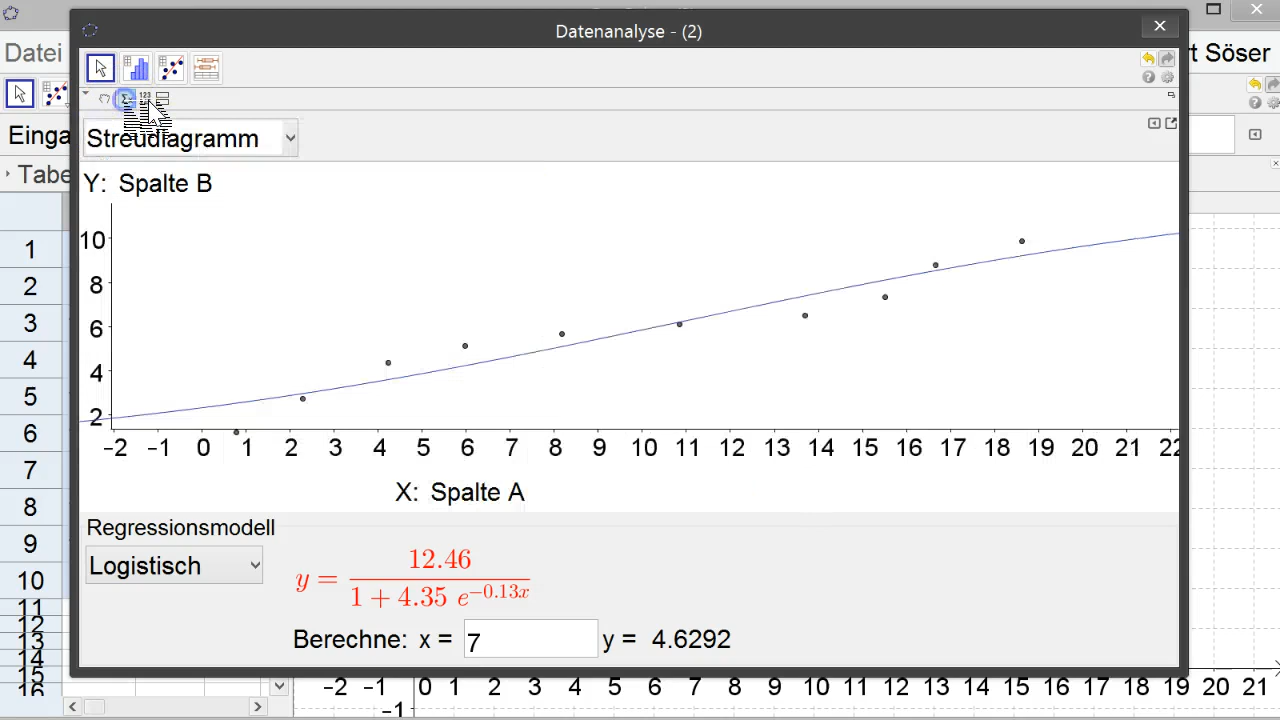 Datenanalyse - (2)
Datei
t Söser
Σ 123
Streudiagramm
Einga
Tabe
Y: Spalte B
10
8
6
4
2
−2 −1 0 1 2 3 4 5 6 7 8 9 10 11 12 13 14 15 16 17 18 19 20 21 22
X: Spalte A
1
2
3
4
5
6
7
8
9
10
11
12
13
14
15
16
Regressionsmodell
Logistisch
y = 12.46 / 1 + 4.35 e^−0.13x
Berechne: x = 7 y = 4.6292
−2 −1 0 1 2 3 4 5 6 7 8 9 10 11 12 13 14 15 16 17 18 19 20 21
−1